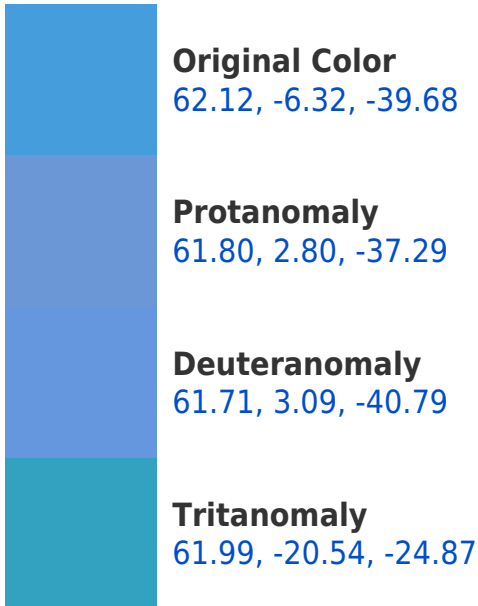 Original Color
62.12, -6.32, -39.68
Protanomaly
61.80, 2.80, -37.29
Deuteranomaly
61.71, 3.09, -40.79
Tritanomaly
61.99, -20.54, -24.87